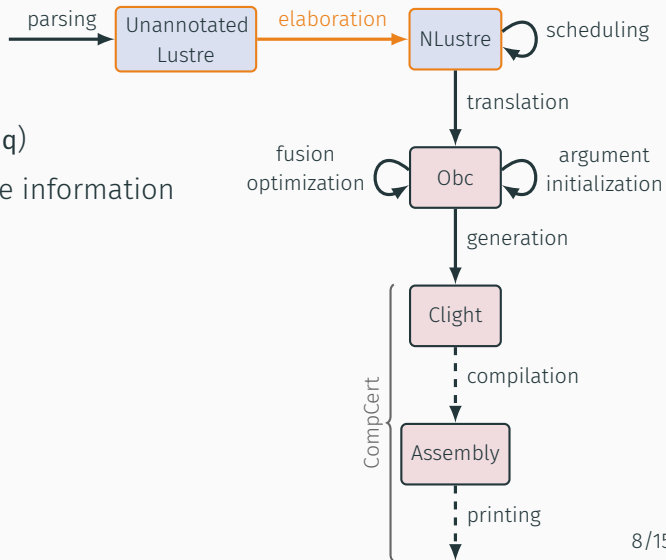 parsing
Unannotated
Lustre
elaboration
NLustre
scheduling
translation
q)
e information
fusion
optimization
Obc
argument
initialization
generation
Clight
compilation
CompCert
Assembly
printing
8/15